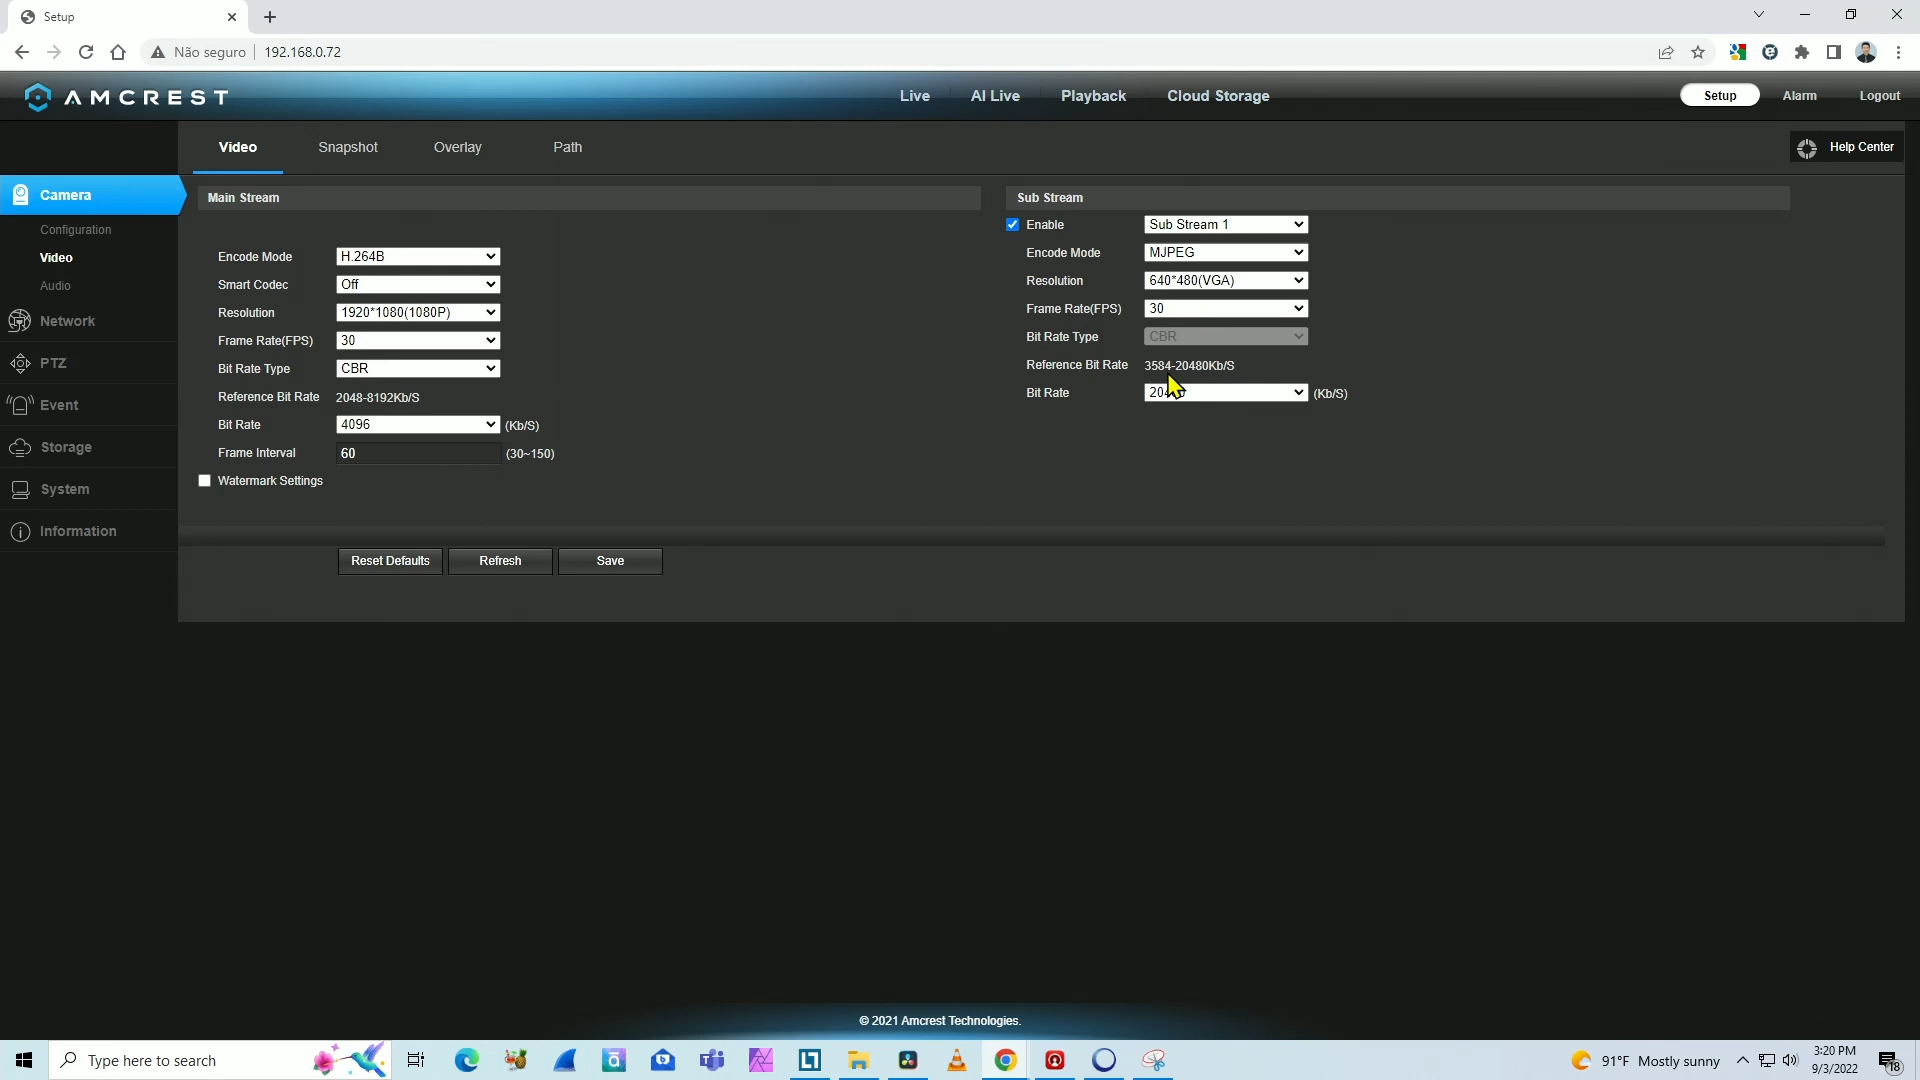 Setup
Não seguro
192.168.0.72
AMCREST
Live
AI Live
Playback
Cloud Storage
Setup
Alarm
Logout
Video
Snapshot
Overlay
Path
Help Center
Camera
Configuration
Video
Audio
Network
PTZ
Event
Storage
System
Information
Main Stream
Encode Mode H.264B
Smart Codec Off
Resolution 1920*1080(1080P)
Frame Rate(FPS) 30
Bit Rate Type CBR
Reference Bit Rate 2048-8192Kb/S
Bit Rate 4096 (Kb/S)
Frame Interval 60 (30~150)
Watermark Settings
Sub Stream
Enable Sub Stream 1
Encode Mode MJPEG
Resolution 640*480(VGA)
Frame Rate(FPS) 30
Bit Rate Type CBR
Reference Bit Rate 3584-20480Kb/S
Bit Rate (Kb/S)
Reset Defaults
Refresh
Save
© 2021 Amcrest Technologies.
Type here to search
91°F Mostly sunny
3:20 PM
9/3/2022
18